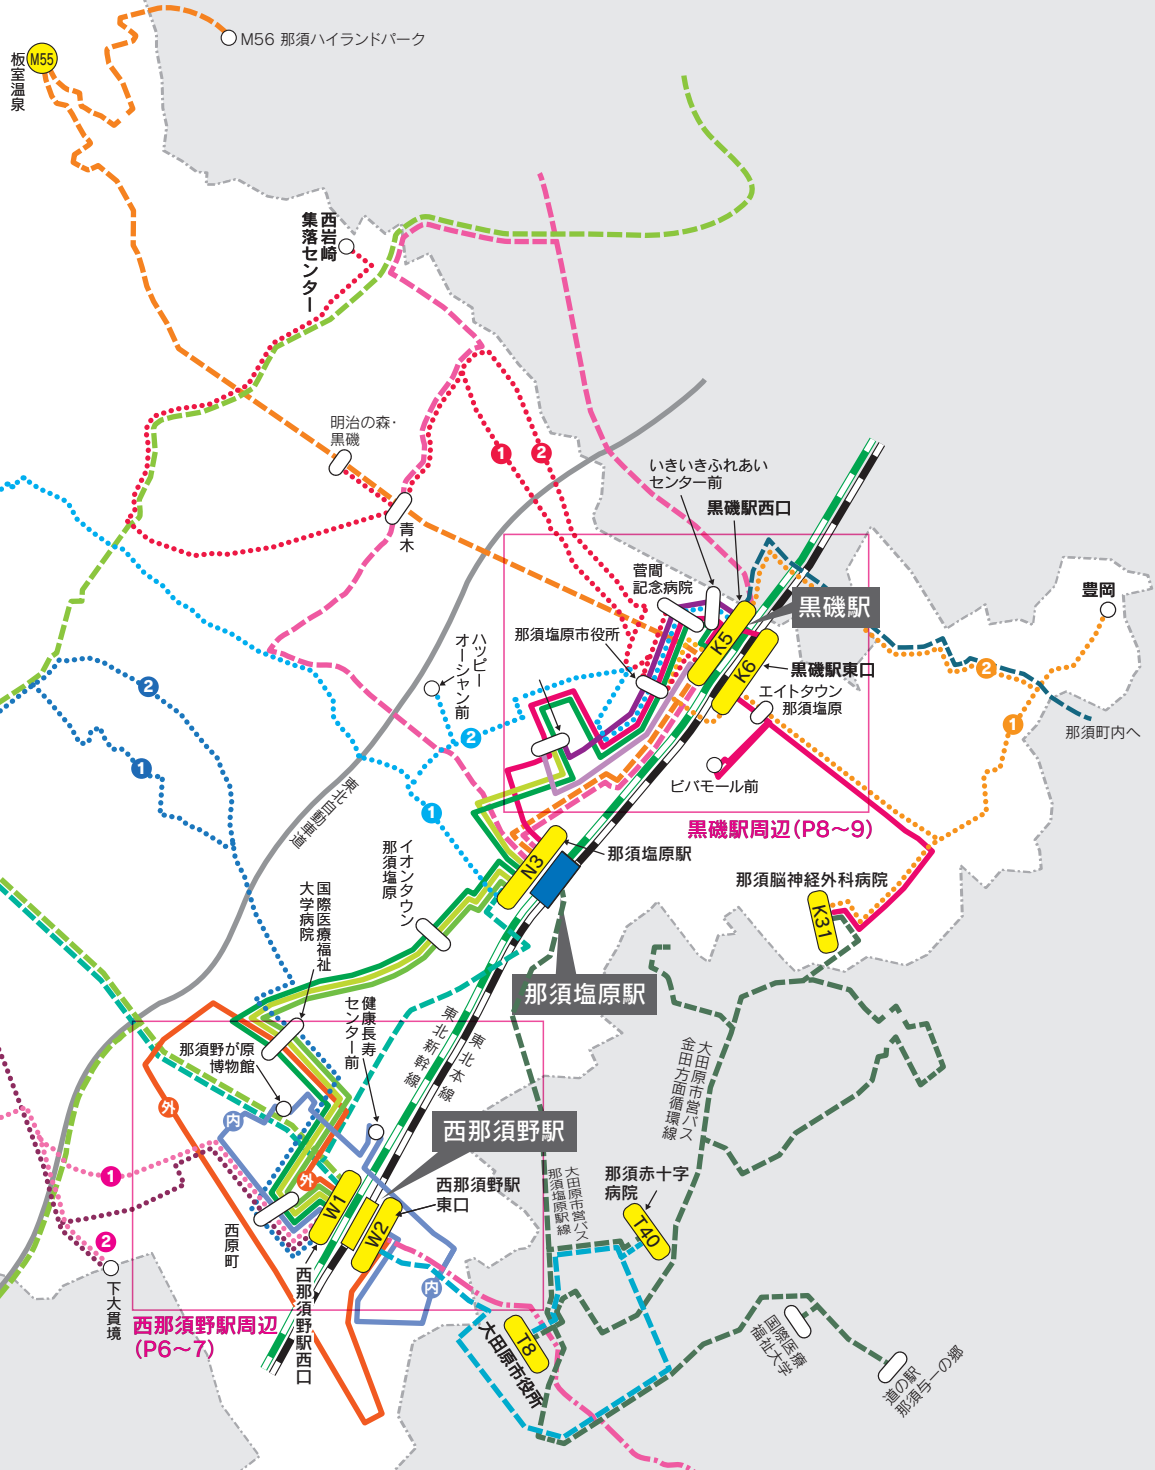 M56 那須ハイランドパーク
M55
板室温泉
西岩崎
集落センター
明治の森・
黒磯
青木
1
2
いきいきふれあい
センター前
黒磯駅西口
菅間
記念病院
那須塩原市役所
黒磯駅
K5
K6
黒磯駅東口
エイトタウン
那須塩原
ビバモール前
豊岡
2
1
那須町内へ
ハッピー
オーシャン前
2
1
2
1
東北自動車道
黒磯駅周辺(P8〜9)
N3
那須塩原駅
イオンタウン
那須塩原
那須脳神経外科病院
K31
国際医療福祉
大学病院
那須塩原駅
健康長寿
センター前
東北新幹線
東北本線
那須野が原
博物館
外
内
大田原市営バス
金田方面循環線
西那須野駅
1
2
下大貫境
外
W1
W2
西那須野駅
東口
西原町
内
大田原市営バス
那須塩原駅線
那須赤十字
病院
T40
西那須野駅西口
西那須野駅周辺
(P6〜7)
T8
大田原市役所
国際医療
福祉大学
道の駅
那須与一の郷